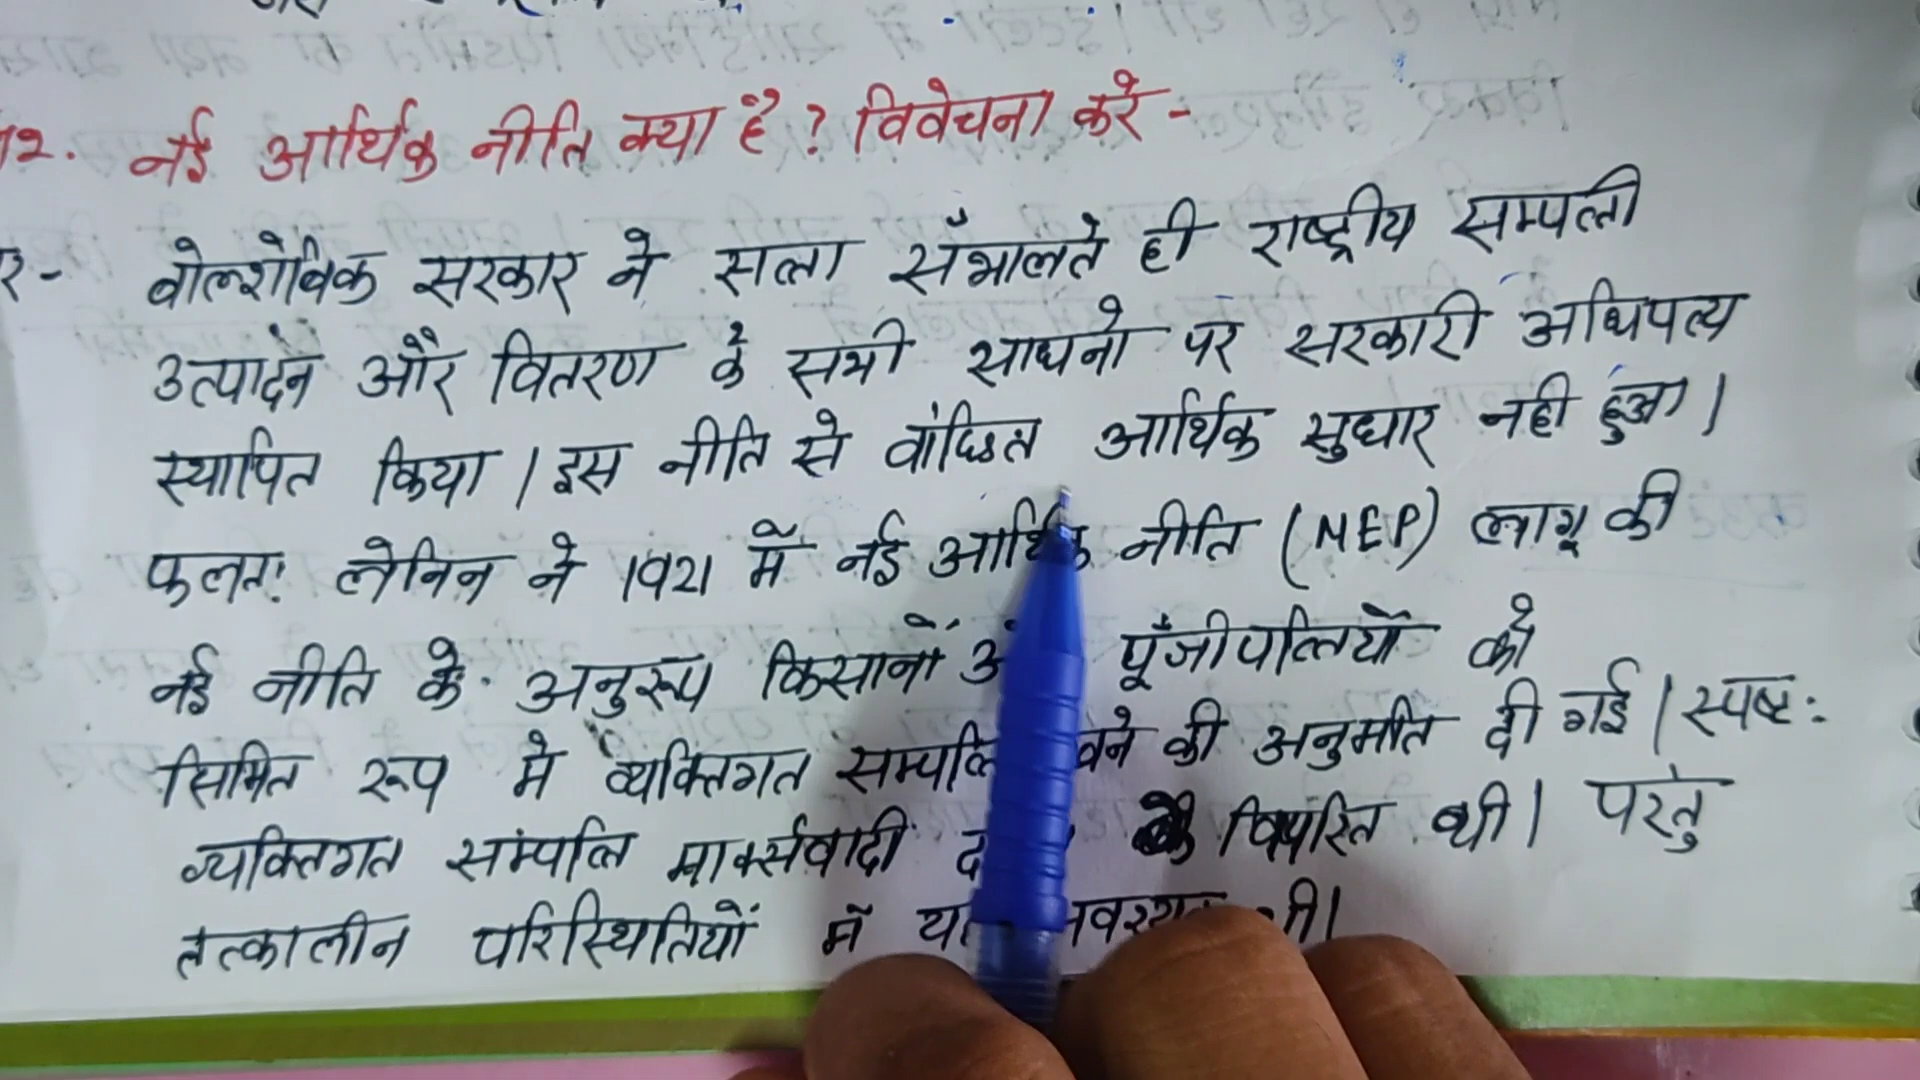 12. नई आर्थिक नीति क्या है ? विवेचना करें -
बोल्शेविक सरकार ने सत्ता सँभालते ही राष्ट्रीय सम्पत्ती
उत्पादन और वितरण के सभी साधनो पर सरकारी अधिपत्य
स्थापित किया । इस नीति से वांछित आर्थिक सुधार नही हुआ ।
फलतः लेनिन ने 1921 में नई आर्थिक नीति (NEP) लागू की
नई नीति के अनुरूप किसानों पूँजीपत्तियों को
सिमित रूप मे व्यक्तिगत सम्पत्ति की अनुमति दी गई । स्पष्ट:
व्यक्तिगत सम्पत्ति मार्क्सवादी विपरित थी । परंतु
तत्कालीन परिस्थितियों में